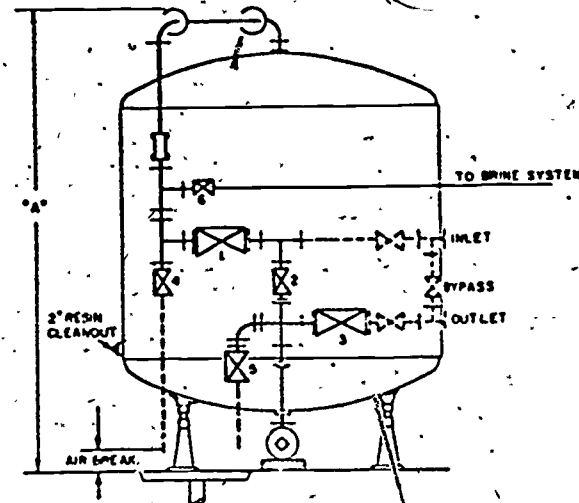 TO BRINE SYSTEM
6
"A"
INLET
1
4
2
BYPASS
2" RESIN
CLEANOUT
3
OUTLET
5
AIR BREAK